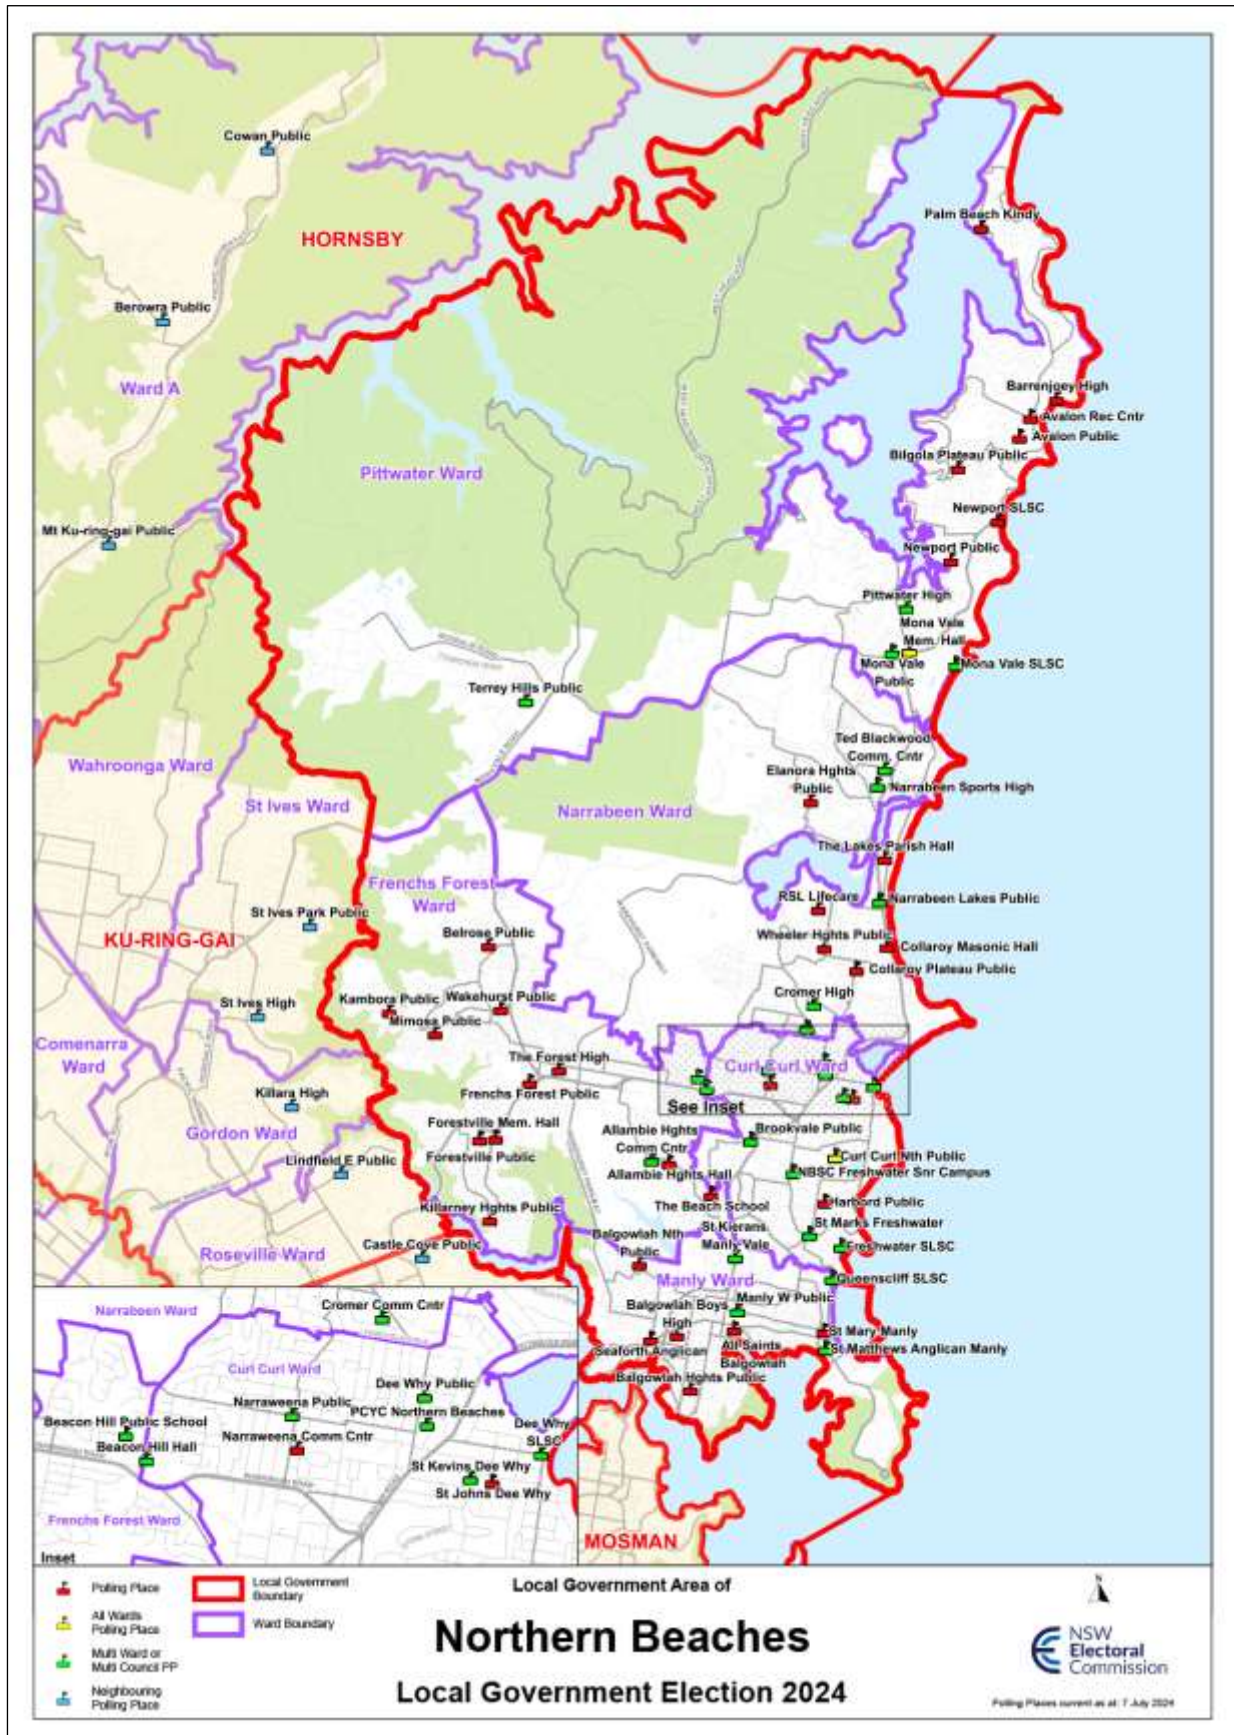 Cowan Public
HORNSBY
Palm Beach Kindy
Berowra Public
Ward A
Barrenjoey High
Avalon Rec Cntr
Avalon Public
Bilgola Plateau Public
Pittwater Ward
Newport SLSC
Mt Ku-ring-gai Public
Newport Public
Pittwater High
Mona Vale
Mem. Hall
Mona Vale
Public
Mona Vale SLSC
Terrey Hills Public
Ted Blackwood
Comm. Cntr
Wahroonga Ward
Elanora Hghts
Public
Narrabeen Sports High
St Ives Ward
Narrabeen Ward
The Lakes Parish Hall
Frenchs Forest
Ward
RSL Lifecare
Narrabeen Lakes Public
St Ives Park Public
KU-RING-GAI
Belrose Public
Wheeler Hghts Public
Collaroy Masonic Hall
Collaroy Plateau Public
Cromer High
St Ives High
Kambora Public
Wakehurst Public
Mimosa Public
Comenarra
Ward
The Forest High
Curl Curl Ward
Killara High
Frenchs Forest Public
See Inset
Gordon Ward
Forestville Mem. Hall
Forestville Public
Allambie Hghts
Comm Cntr
Allambie Hghts Hall
Brookvale Public
Curl Curl Nth Public
NBSC Freshwater Snr Campus
Lindfield E Public
The Beach School
Harbord Public
Killarney Hghts Public
St Kierans
Manly Vale
St Marks Freshwater
Balgowlah Nth
Public
Freshwater SLSC
Roseville Ward
Castle Cove Public
Manly Ward
Queenscliff SLSC
Balgowlah Boys
High
Manly W Public
St Mary Manly
Seaforth Anglican
All Saints
Balgowlah
St Matthews Anglican Manly
Balgowlah Hghts Public
MOSMAN
Narrabeen Ward
Cromer Comm Cntr
Curl Curl Ward
Dee Why Public
Narraweena Public
PCYC Northern Beaches
Beacon Hill Public School
Narraweena Comm Cntr
Dee Why
SLSC
Beacon Hill Hall
St Kevins Dee Why
St Johns Dee Why
Frenchs Forest Ward
Inset
Polling Place
All Wards
Polling Place
Multi Ward or
Multi Council PP
Neighbouring
Polling Place
Local Government
Boundary
Ward Boundary
Local Government Area of
Northern Beaches
Local Government Election 2024
N
NSW
Electoral
Commission
Polling Places current as at: 7 July 2024